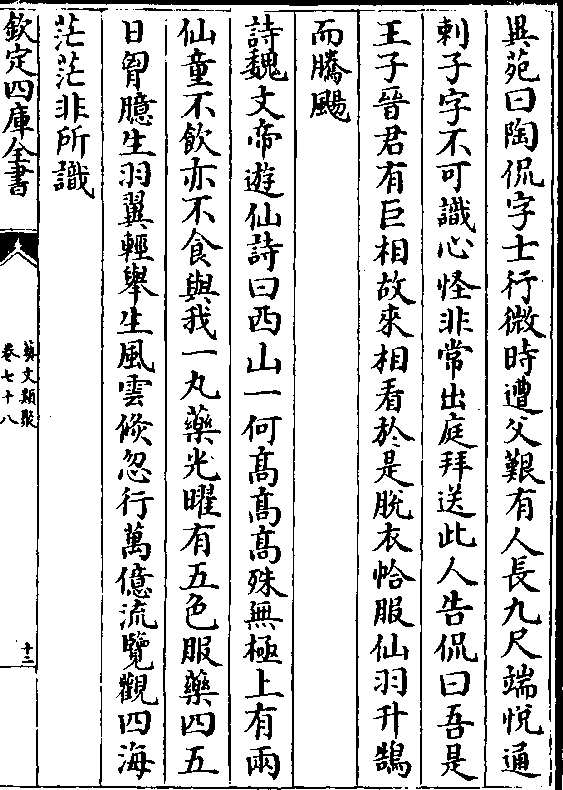 異苑曰陶侃字士行微時遭父艱有人長九尺端悅通
刺子字不可識心怪非常出庭拜送此人告侃曰吾是
王子晉君有巨相故來相看於是脫衣帢服仙羽升鵠
而騰颺
詩魏文帝遊仙詩曰西山一何髙髙髙殊無極上有兩
仙童不飲亦不食與我一丸藥光曜有五色服藥四五
日胷臆生羽翼輕舉生風雲倐忽行萬億流覽觀四海
茫茫非所識
欽定四庫全書
藝文類聚
卷七十八
十二